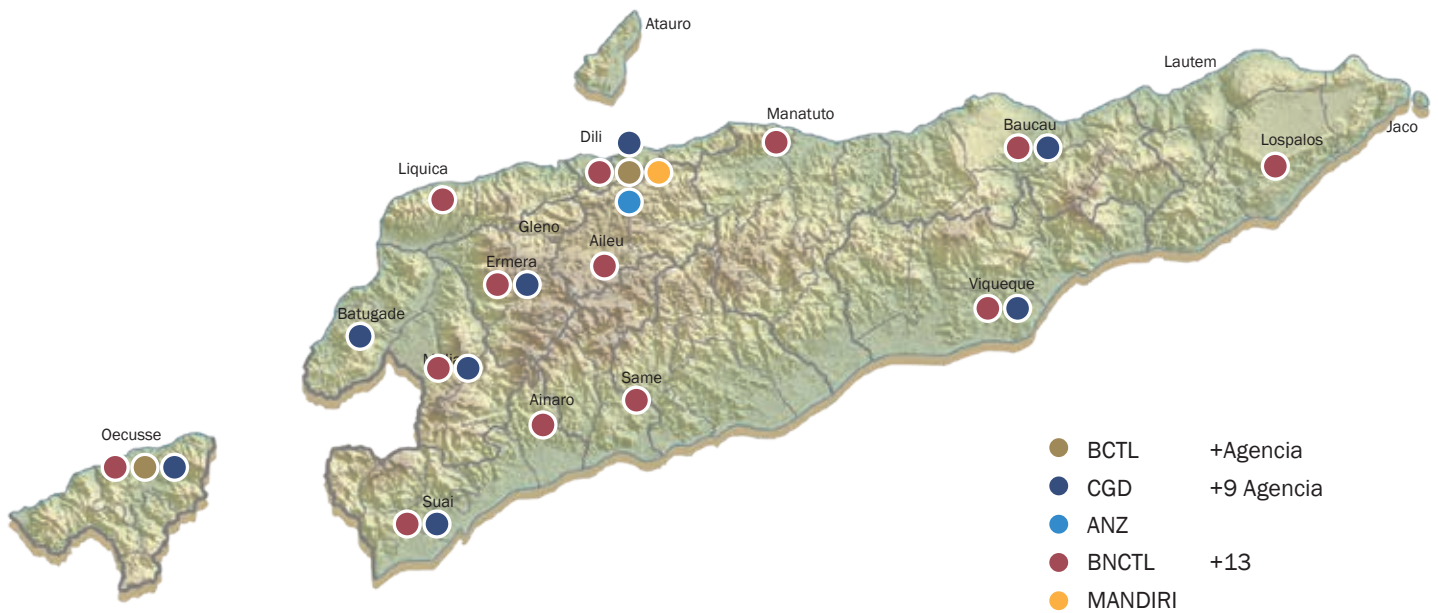 Atauro
Lautem
Manatuto
Baucau
Jaco
Dili
Lospalos
Liquica
Gleno
Aileu
Ermera
Viqueque
Batugade
Same
Ainaro
Oecusse
Suai
BCTL +Agencia
CGD +9 Agencia
ANZ
BNCTL +13
MANDIRI